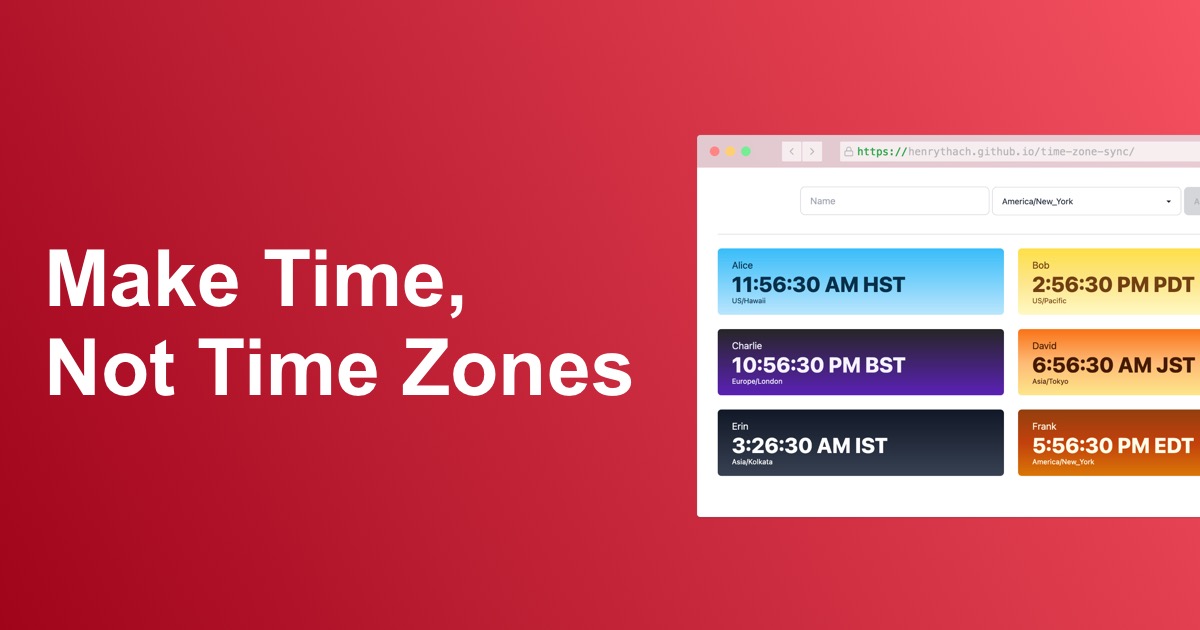 Make Time,
Not Time Zones
https://henrythach.github.io/time-zone-sync/
Name
America/New_York
A
Alice
11:56:30 AM HST
US/Hawaii
Bob
2:56:30 PM PDT
US/Pacific
Charlie
10:56:30 PM BST
Europe/London
David
6:56:30 AM JST
Asia/Tokyo
Erin
3:26:30 AM IST
Asia/Kolkata
Frank
5:56:30 PM EDT
America/New_York